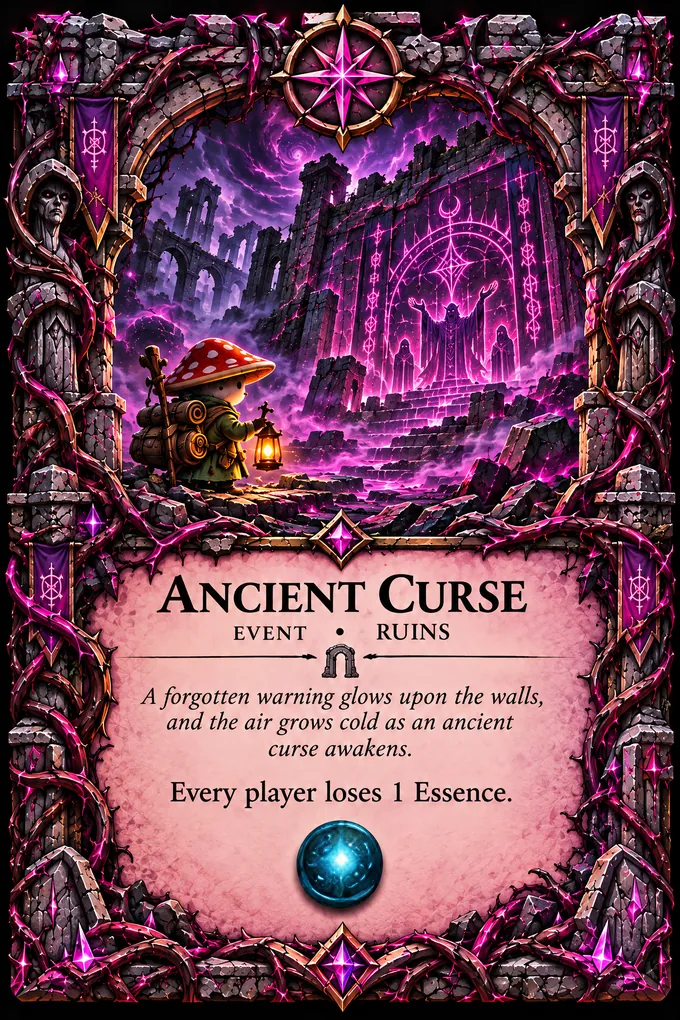 ANCIENT CURSE
EVENT • RUINS
A forgotten warning glows upon the walls,
and the air grows cold as an ancient
curse awakens.
Every player loses 1 Essence.